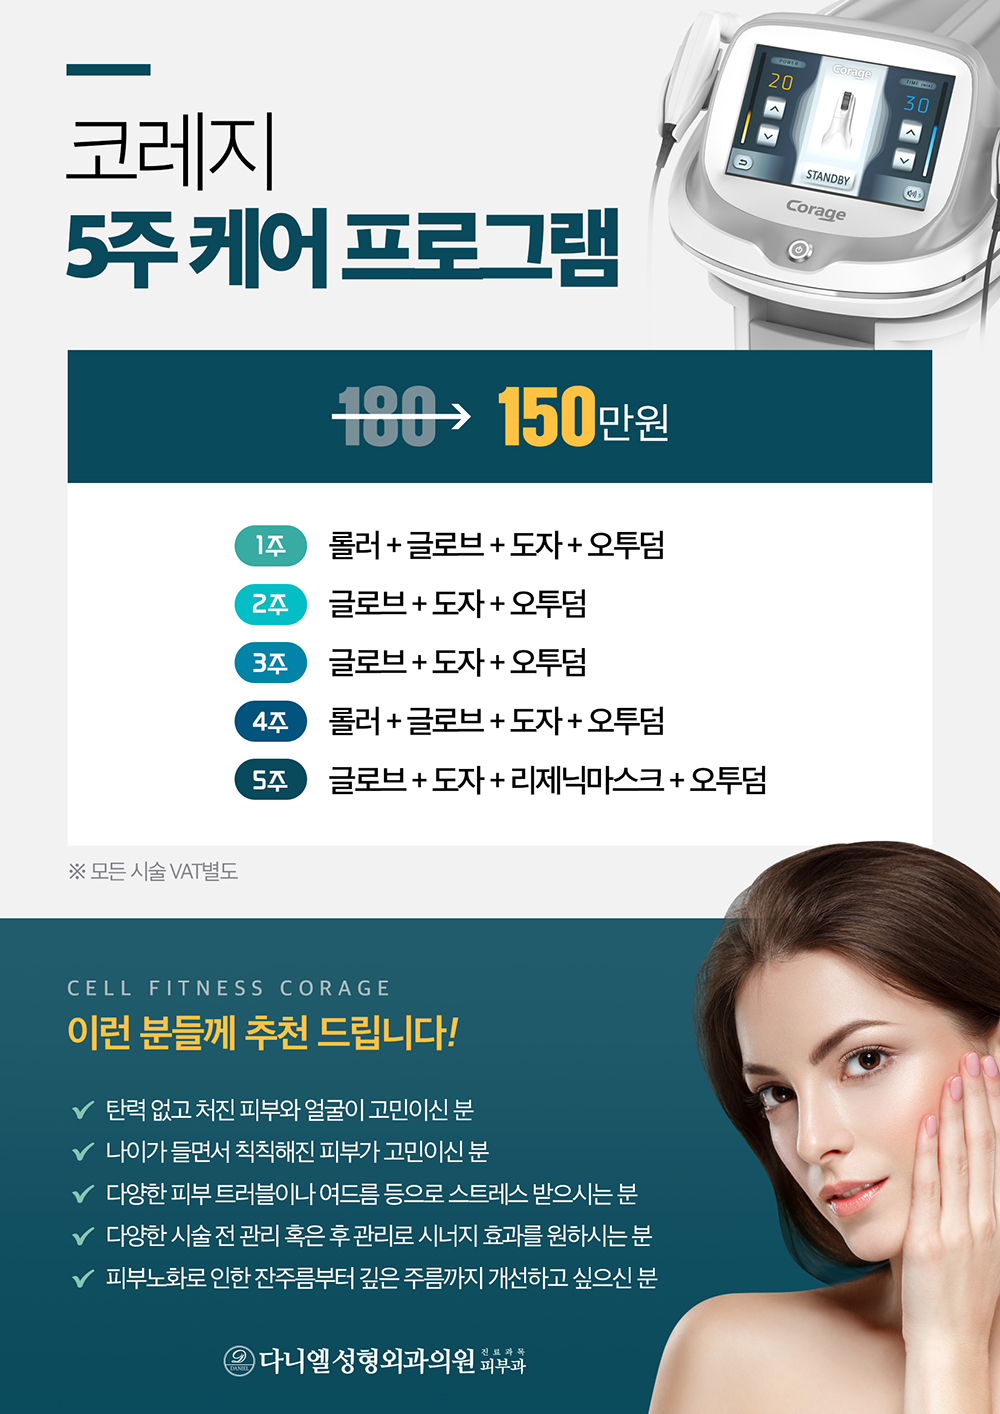 코레지
5주 케어 프로그램
POWER
20
Corage
TIME
30
STANDBY
5
Corage
180 → 150만원
1주 롤러 + 글로브 + 도자 + 오투덤
2주 글로브 + 도자 + 오투덤
3주 글로브 + 도자 + 오투덤
4주 롤러 + 글로브 + 도자 + 오투덤
5주 글로브 + 도자 + 리제닉마스크 + 오투덤
※ 모든 시술 VAT별도
CELL FITNESS CORAGE
이런 분들께 추천 드립니다!
✓ 탄력 없고 처진 피부와 얼굴이 고민이신 분
✓ 나이가 들면서 칙칙해진 피부가 고민이신 분
✓ 다양한 피부 트러블이나 여드름 등으로 스트레스 받으시는 분
✓ 다양한 시술 전 관리 혹은 후 관리로 시너지 효과를 원하시는 분
✓ 피부노화로 인한 잔주름부터 깊은 주름까지 개선하고 싶으신 분
DANIEL 다니엘성형외과의원 진료과목 피부과